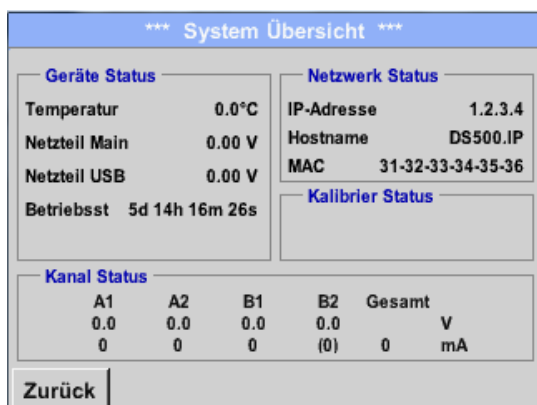 *** System Übersicht ***
Geräte Status
Temperatur 0.0°C
Netzteil Main 0.00 V
Netzteil USB 0.00 V
Betriebsst 5d 14h 16m 26s
Netzwerk Status
IP-Adresse 1.2.3.4
Hostname DS500.IP
MAC 31-32-33-34-35-36
Kalibrier Status
Kanal Status
A1 A2 B1 B2 Gesamt
0.0 0.0 0.0 0.0 V
0 0 0 (0) 0 mA
Zurück